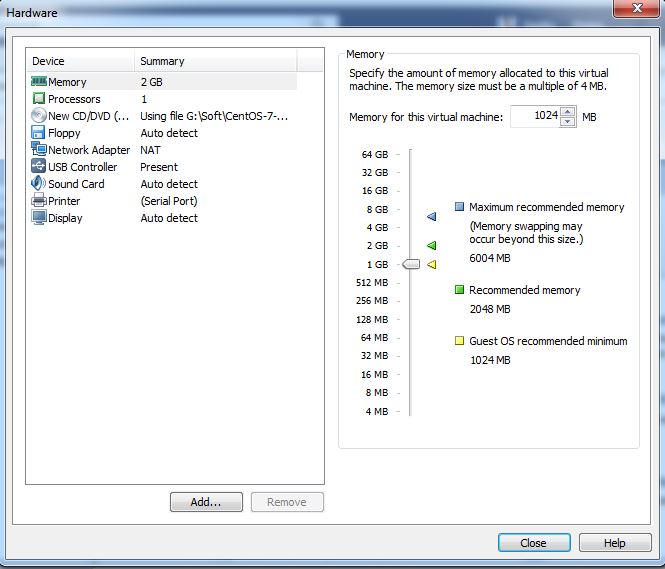 Hardware
Device Summary
Memory 2 GB
Processors 1
New CD/DVD (... Using file G:\Soft\CentOS-7-...
Floppy Auto detect
Network Adapter NAT
USB Controller Present
Sound Card Auto detect
Printer (Serial Port)
Display Auto detect
Add... Remove
Memory
Specify the amount of memory allocated to this virtual
machine. The memory size must be a multiple of 4 MB.
Memory for this virtual machine: 1024 MB
64 GB
32 GB
16 GB
8 GB
4 GB
2 GB
1 GB
512 MB
256 MB
128 MB
64 MB
32 MB
16 MB
8 MB
4 MB
Maximum recommended memory
(Memory swapping may
occur beyond this size.)
6004 MB
Recommended memory
2048 MB
Guest OS recommended minimum
1024 MB
Close Help